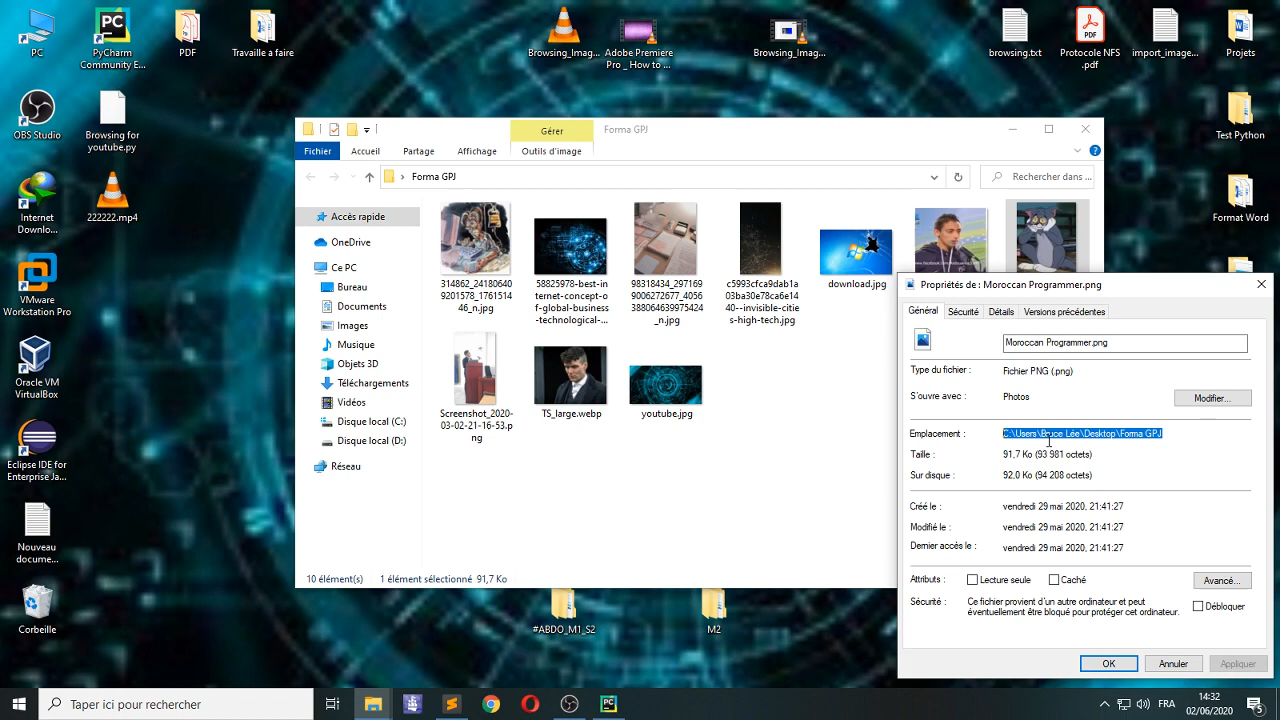 PC
PyCharm
Community E...
PDF
Travaille a faire
Browsing_Imag...
Adobe Premiere
Pro _ How to ...
Browsing_Imag...
browsing.txt
Protocole NFS
.pdf
import_image...
Projets
OBS Studio
Browsing for
youtube.py
Test Python
Internet
Downlo...
222222.mp4
Format Word
VMware
Workstation Pro
Oracle VM
VirtualBox
Eclipse IDE for
Enterprise Ja...
Nouveau
docume...
Corbeille
#ABDO_M1_S2
M2
Gérer
Forma GPJ
Fichier
Accueil
Partage
Affichage
Outils d'image
Forma GPJ
Rechercher dans ...
Accès rapide
OneDrive
Ce PC
Bureau
Documents
Images
Musique
Objets 3D
Téléchargements
Vidéos
Disque local (C:)
Disque local (D:)
Réseau
314862_24180640
9201578_1761514
46_n.jpg
58825978-best-in
ternet-concept-o
f-global-business
-technological-...
98318434_297169
9006272677_4056
388064639975424
_n.jpg
c5993fcfca9dab1a
03ba30e78ca6e14
40--invisible-citie
s-high-tech.jpg
download.jpg
Screenshot_2020-
03-02-21-16-53.p
ng
TS_large.webp
youtube.jpg
10 élément(s)
1 élément sélectionné 91,7 Ko
Propriétés de : Moroccan Programmer.png
Général
Sécurité
Détails
Versions précédentes
Moroccan Programmer.png
Type du fichier :
Fichier PNG (.png)
S'ouvre avec :
Photos
Modifier...
Emplacement :
C:\Users\Bruce Lée\Desktop\Forma GPJ
Taille :
91,7 Ko (93 981 octets)
Sur disque :
92,0 Ko (94 208 octets)
Créé le :
vendredi 29 mai 2020, 21:41:27
Modifié le :
vendredi 29 mai 2020, 21:41:27
Dernier accès le :
vendredi 29 mai 2020, 21:41:27
Attributs :
Lecture seule
Caché
Avancé...
Sécurité :
Ce fichier provient d'un autre ordinateur et peut
éventuellement être bloqué pour protéger cet ordinateur.
Débloquer
OK
Annuler
Appliquer
Taper ici pour rechercher
FRA
14:32
02/06/2020